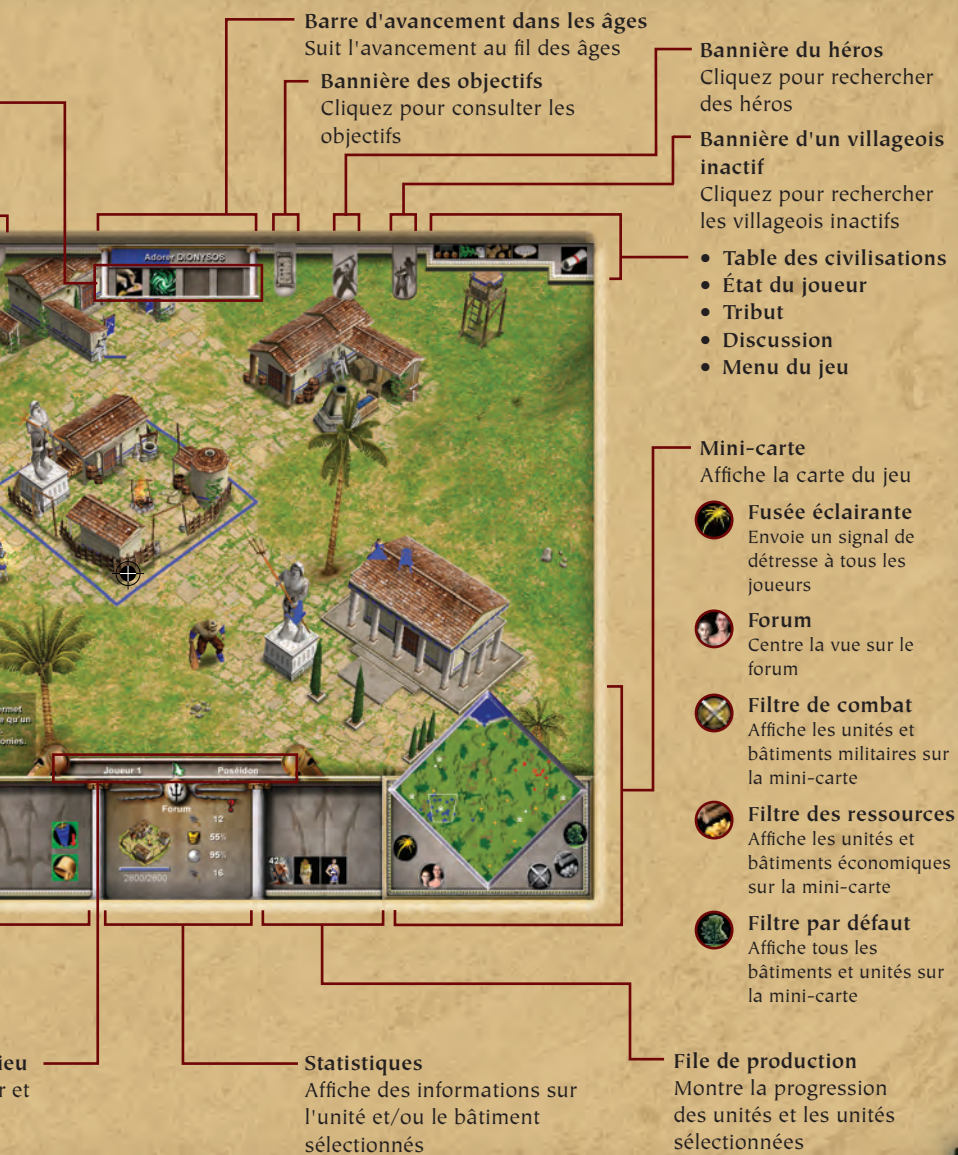 Barre d'avancement dans les âges
Suit l'avancement au fil des âges
Bannière des objectifs
Cliquez pour consulter les
objectifs
Bannière du héros
Cliquez pour rechercher
des héros
Bannière d'un villageois
inactif
Cliquez pour rechercher
les villageois inactifs
• Table des civilisations
• État du joueur
• Tribut
• Discussion
• Menu du jeu
Adorer DIONYSOS
Mini-carte
Affiche la carte du jeu
Fusée éclairante
Envoie un signal de
détresse à tous les
joueurs
Forum
Centre la vue sur le
forum
Filtre de combat
Affiche les unités et
bâtiments militaires sur
la mini-carte
Filtre des ressources
Affiche les unités et
bâtiments économiques
sur la mini-carte
Filtre par défaut
Affiche tous les
bâtiments et unités sur
la mini-carte
ermet
e qu'un
onies.
Joueur 1 Poséidon
Forum
12
55%
95%
16
2800/2800
42%
ieu
r et
Statistiques
Affiche des informations sur
l'unité et/ou le bâtiment
sélectionnés
File de production
Montre la progression
des unités et les unités
sélectionnées